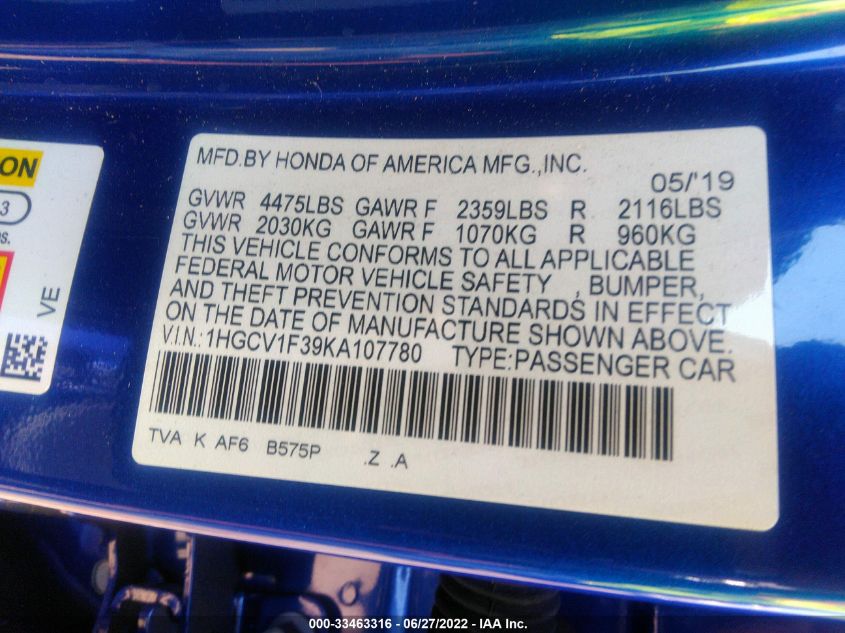 ON
3
s.
VE
MFD.BY HONDA OF AMERICA MFG.,INC.
05/'19
GVWR 4475LBS GAWR F 2359LBS R 2116LBS
GVWR 2030KG GAWR F 1070KG R 960KG
THIS VEHICLE CONFORMS TO ALL APPLICABLE
FEDERAL MOTOR VEHICLE SAFETY , BUMPER,
AND THEFT PREVENTION STANDARDS IN EFFECT
ON THE DATE OF MANUFACTURE SHOWN ABOVE.
V.I.N.: 1HGCV1F39KA107780 TYPE:PASSENGER CAR
TVA K AF6 B575P .Z .A
000-33463316 - 06/27/2022 - IAA Inc.